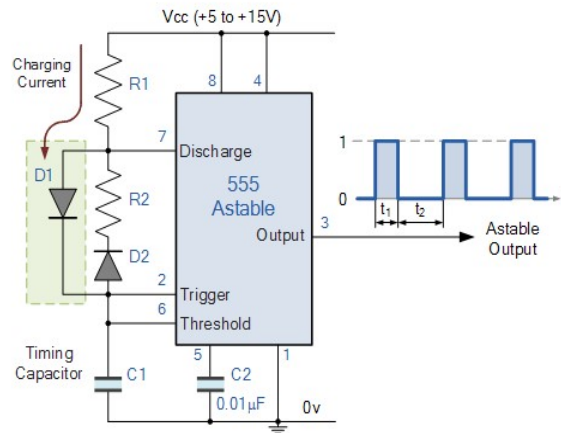 Vcc (+5 to +15V)
Charging
Current
R1
8
4
7
Discharge
D1
R2
555
Astable
1
0
t₁
t₂
3
Output
Astable
Output
D2
2
Trigger
6
Threshold
Timing
Capacitor
C1
5
C2
1
0.01µF
0v